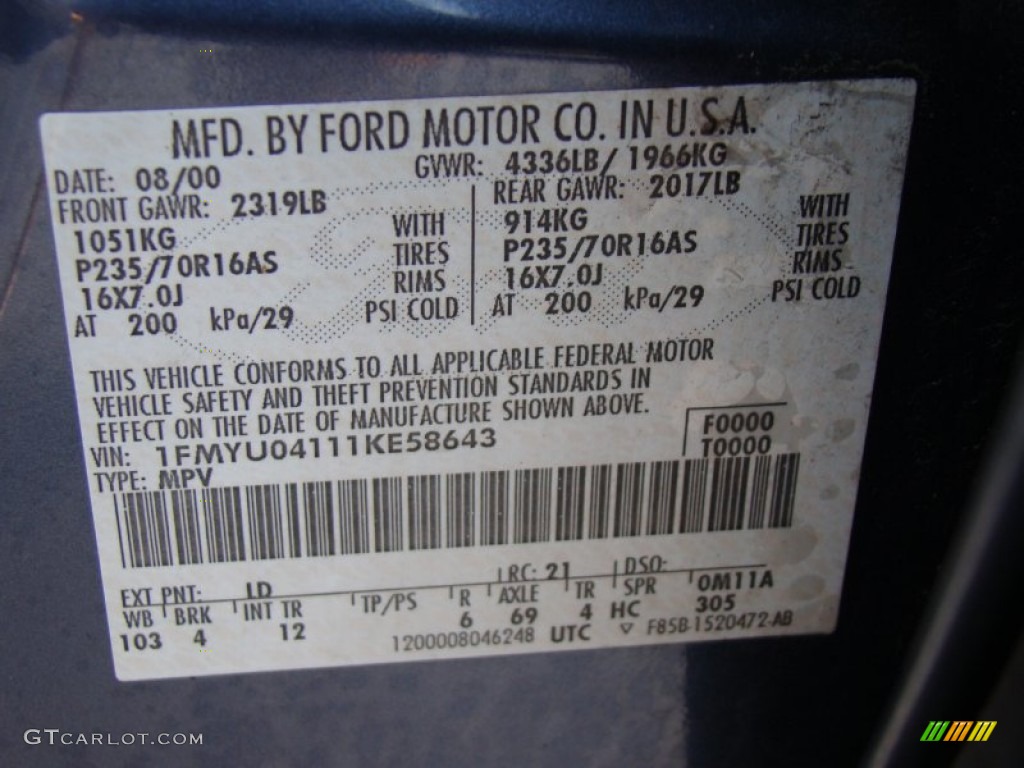 MFD. BY FORD MOTOR CO. IN U.S.A.
DATE: 08/00 GVWR: 4336LB/ 1966KG
FRONT GAWR: 2319LB REAR GAWR: 2017LB
1051KG WITH 914KG WITH
P235/70R16AS TIRES P235/70R16AS TIRES
16X7.0J RIMS 16X7.0J RIMS
AT 200 kPa/29 PSI COLD AT 200 kPa/29 PSI COLD
THIS VEHICLE CONFORMS TO ALL APPLICABLE FEDERAL MOTOR
VEHICLE SAFETY AND THEFT PREVENTION STANDARDS IN
EFFECT ON THE DATE OF MANUFACTURE SHOWN ABOVE.
VIN: 1FMYU04111KE58643 F0000
TYPE: MPV T0000
EXT PNT: LD RC: 21 DSO:
WB BRK INT TR TP/PS R AXLE TR SPR 0M11A
103 4 12 6 69 4 HC 305
1200008046248 UTC ▽ F85B-1520472-AB
GTCARLOT.COM